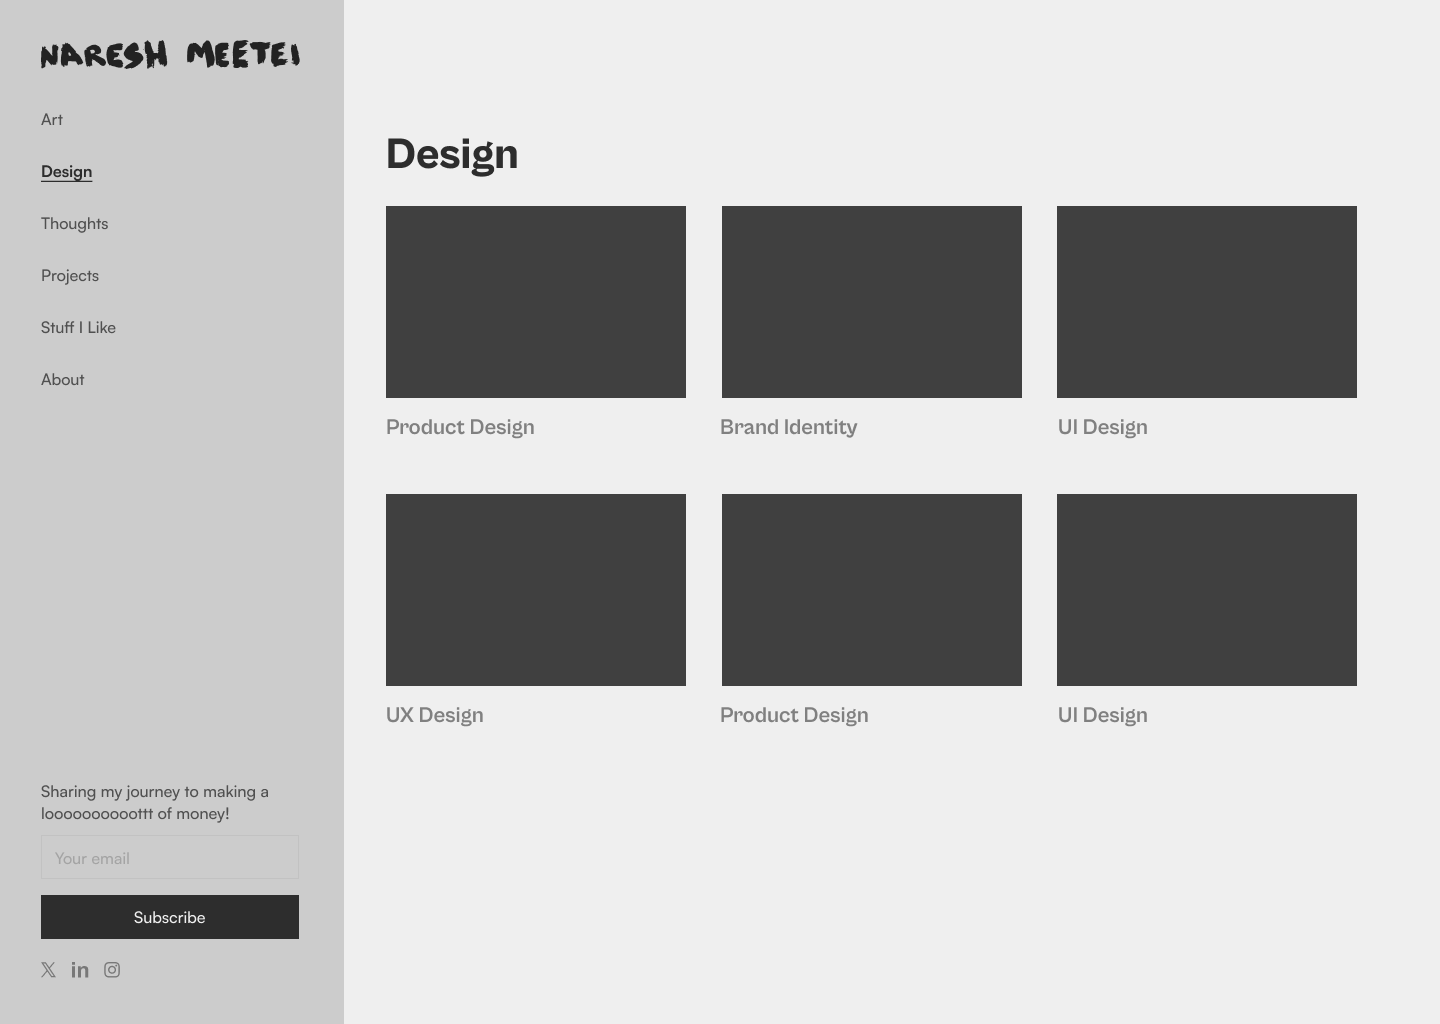 NARESH MEETEI
Art
Design
Thoughts
Projects
Stuff I Like
About
Sharing my journey to making a
loooooooooottt of money!
Your email
Subscribe
Design
Product Design
Brand Identity
UI Design
UX Design
Product Design
UI Design